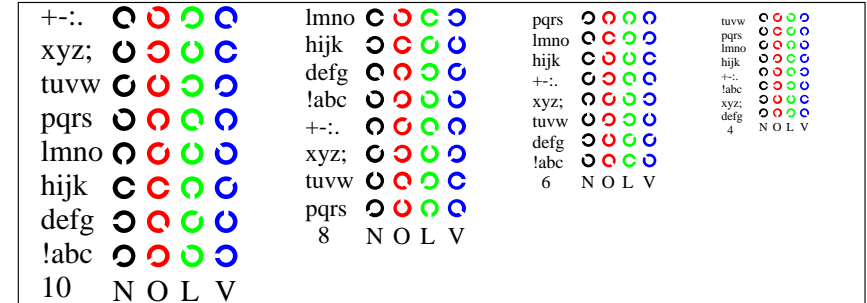 +-:.
xyz;
tuvw
pqrs
lmno
hijk
defg
!abc
10 N O L V
lmno
hijk
defg
!abc
+-:.
xyz;
tuvw
pqrs
8 N O L V
pqrs
lmno
hijk
+-:.
xyz;
tuvw
defg
!abc
6 N O L V
tuvw
pqrs
lmno
hijk
+-:.
!abc
xyz;
defg
4 N O L V